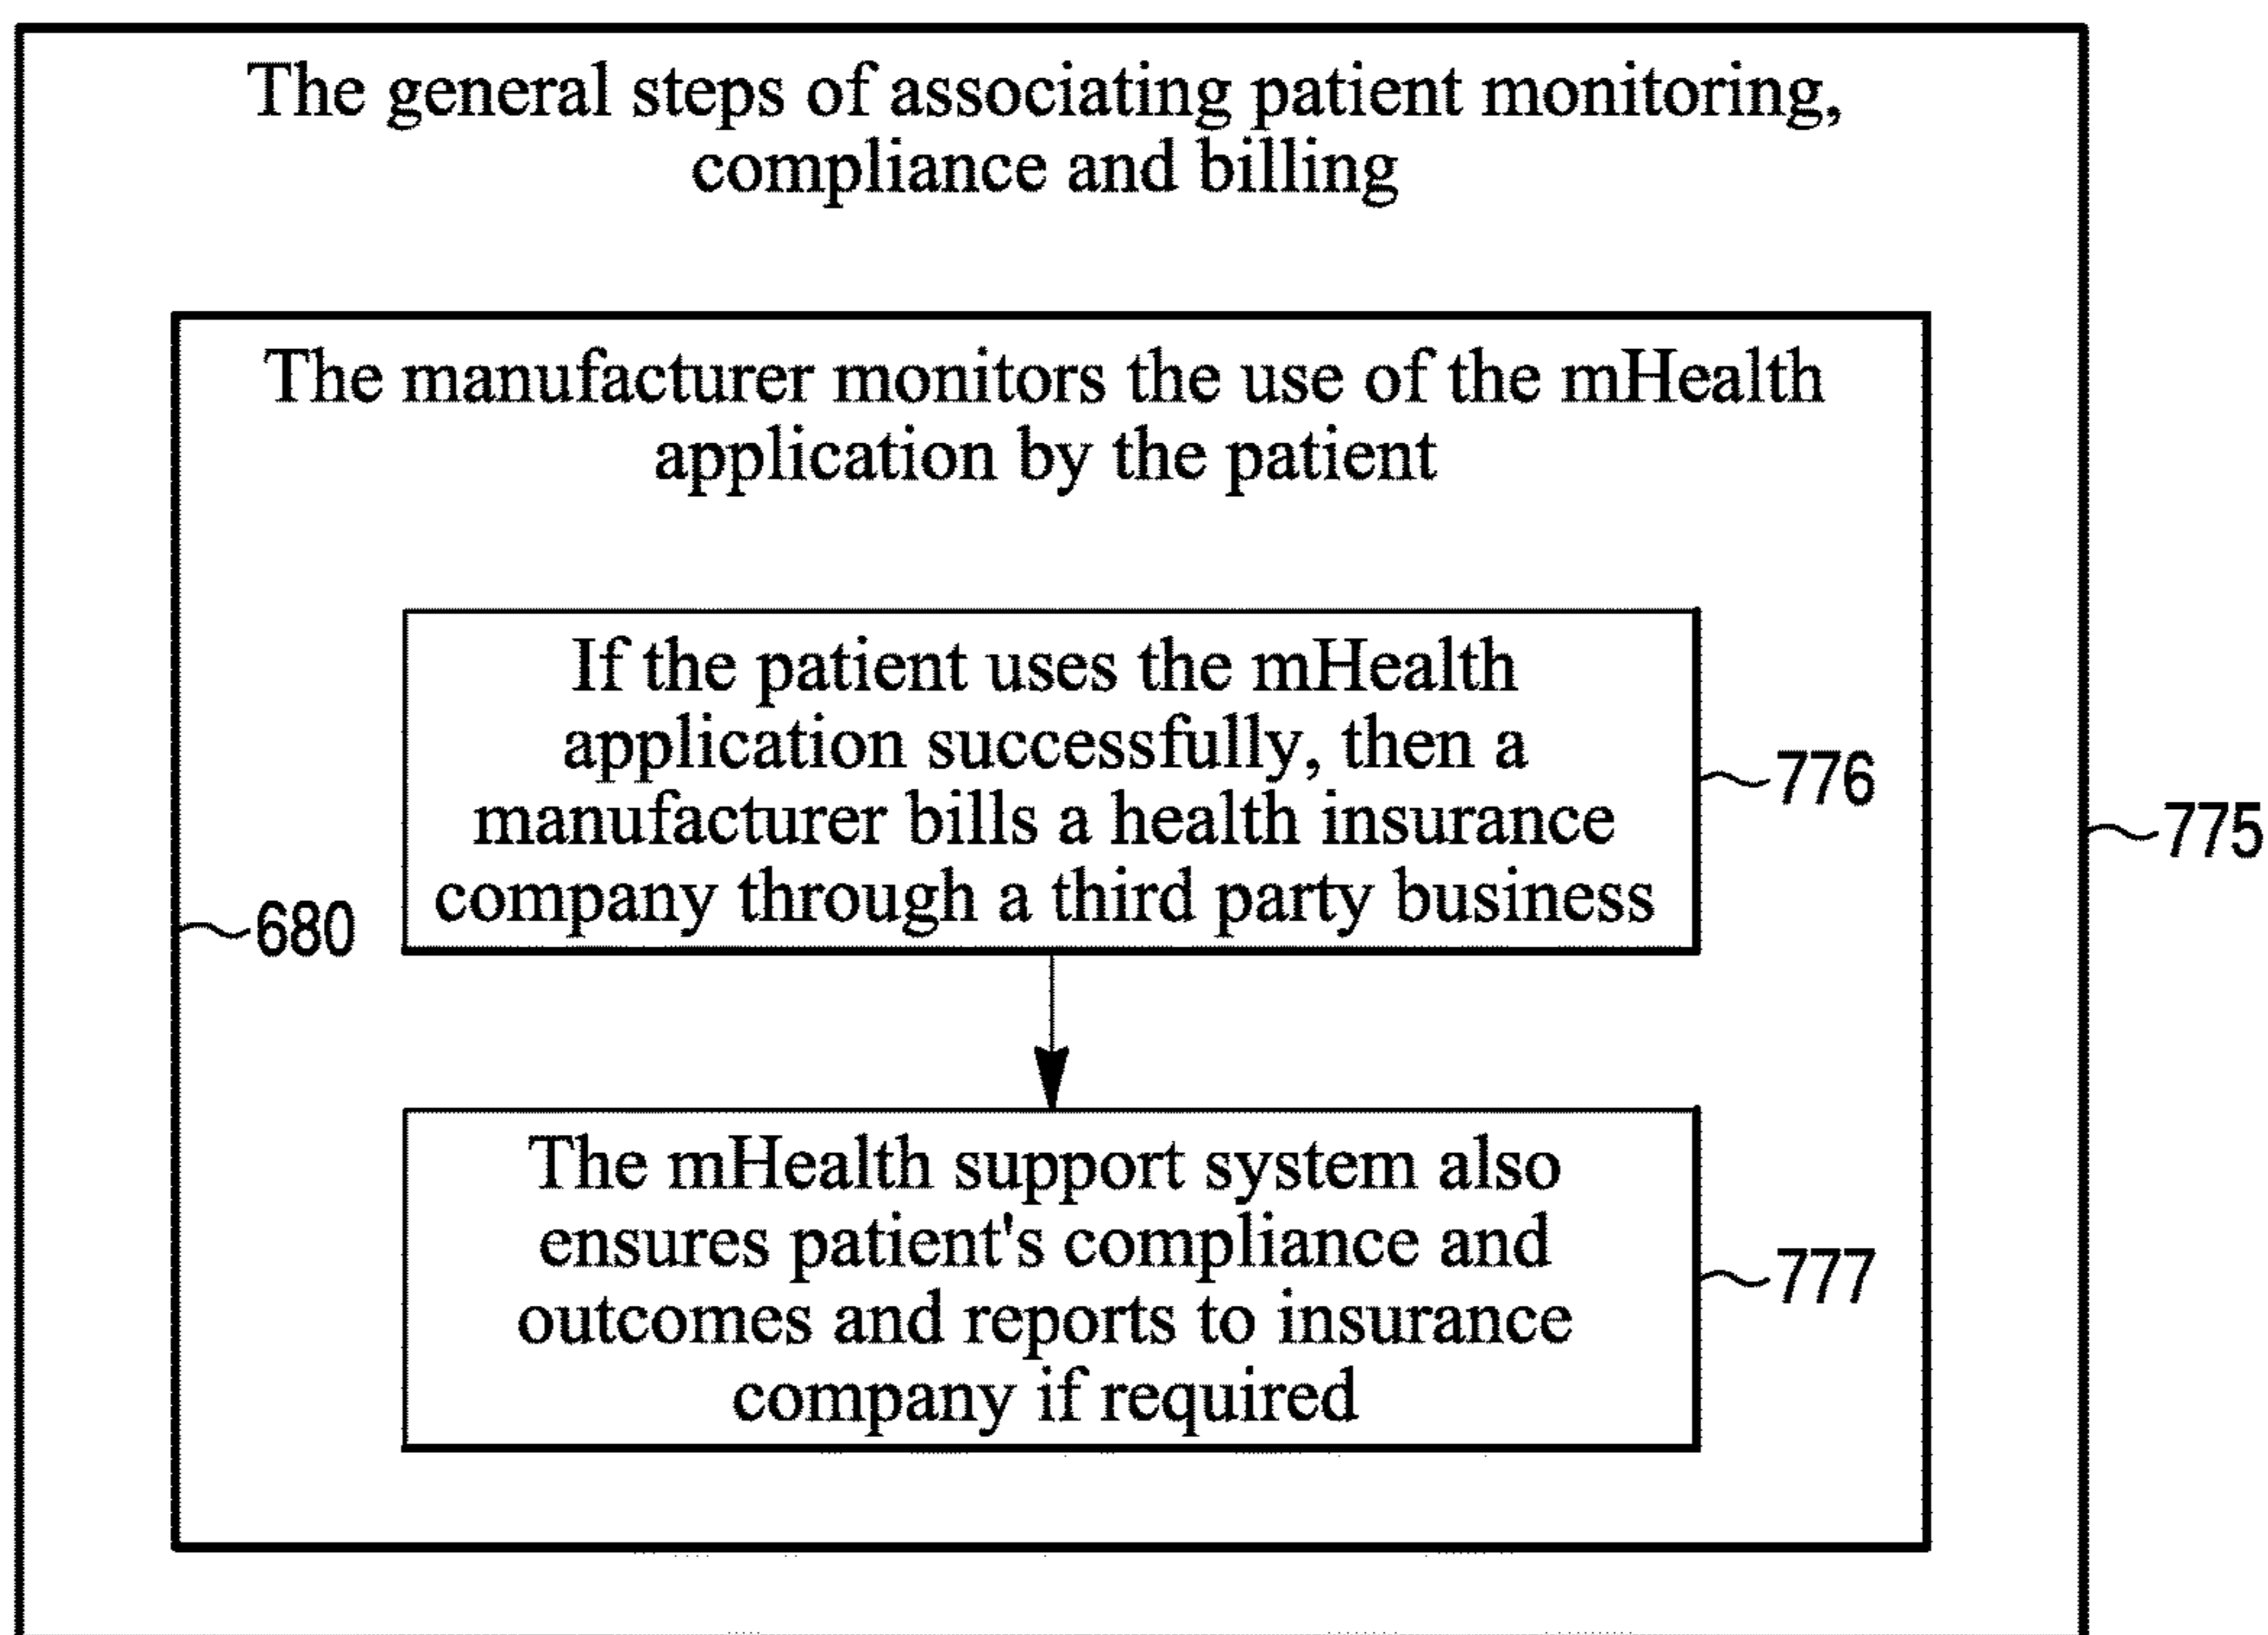 The general steps of associating patient monitoring,
compliance and billing
The manufacturer monitors the use of the mHealth
application by the patient
If the patient uses the mHealth
application successfully, then a
manufacturer bills a health insurance
company through a third party business
776
775
680
The mHealth support system also
ensures patient's compliance and
outcomes and reports to insurance
company if required
777